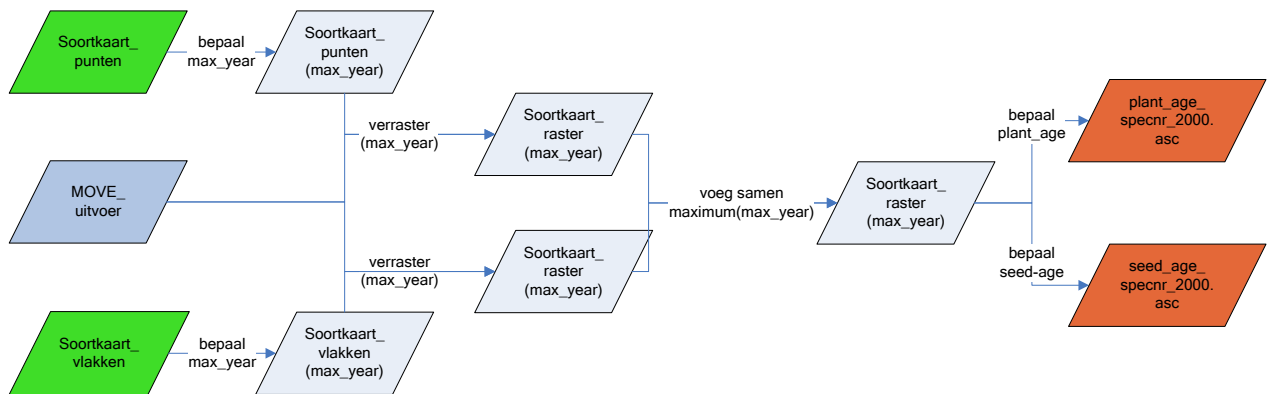 Soortkaart_
punten
bepaal
max_year
Soortkaart_
punten
(max_year)
verraster
(max_year)
Soortkaart_
raster
(max_year)
MOVE_
uitvoer
verraster
(max_year)
Soortkaart_
raster
(max_year)
Soortkaart_
vlakken
bepaal
max_year
Soortkaart_
vlakken
(max_year)
voeg samen
maximum(max_year)
Soortkaart_
raster
(max_year)
bepaal
plant_age
plant_age_
specnr_2000.
asc
bepaal
seed-age
seed_age_
specnr_2000.
asc